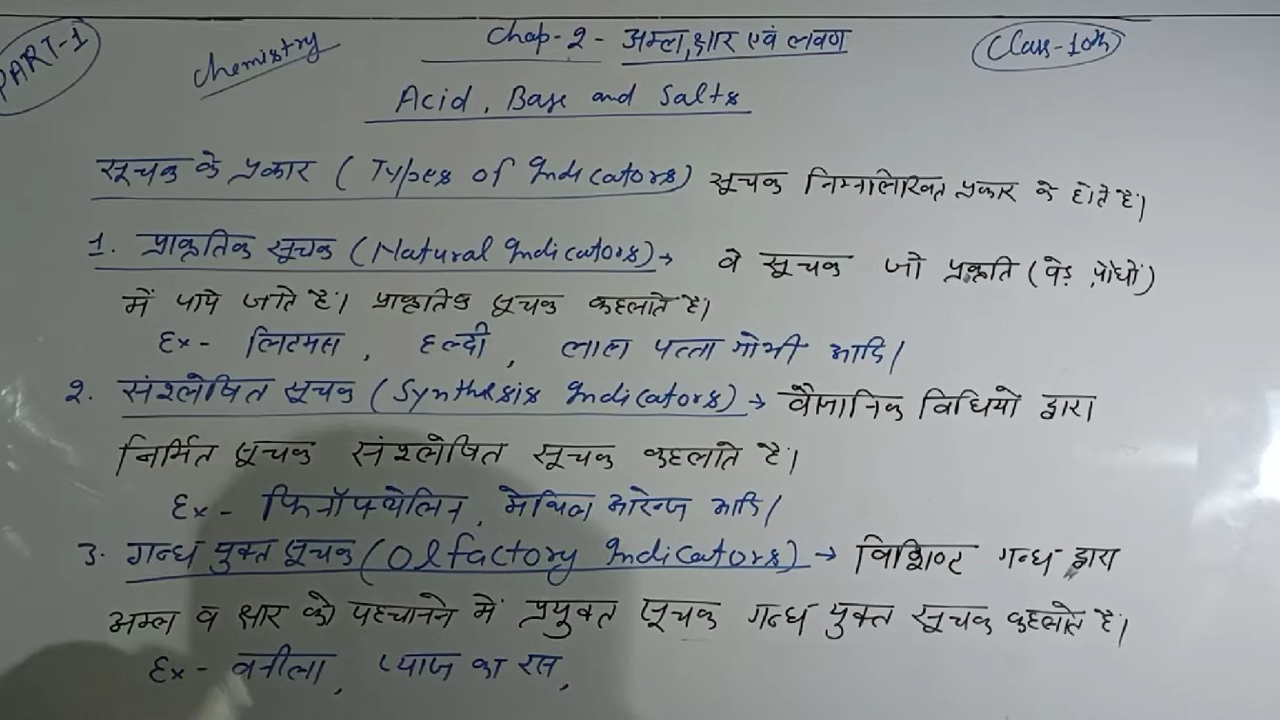 PART-1
Chemistry
Chap-2 - अम्ल, क्षार एवं लवण
Class-10th
Acid, Base and Salts
सूचक के प्रकार (Types of Indicators) सूचक निम्नलिखित प्रकार के होते हैं।
1. प्राकृतिक सूचक (Natural Indicators) → वे सूचक जो प्रकृति (पेड़ पौधों)
में पाये जाते हैं। प्राकृतिक सूचक कहलाते है।
Ex - लिटमस, हल्दी, लाल पत्ता गोभी आदि।
2. संश्लेषित सूचक (Synthesis Indicators) → वैज्ञानिक विधियो द्वारा
निर्मित सूचक संश्लेषित सूचक कहलाते है।
Ex - फिनॉफ्थेलिन, मेथिल ऑरेन्ज आदि।
3. गन्ध युक्त सूचक (Olfactory Indicators) → विशिष्ट गन्ध द्वारा
अम्ल व क्षार को पहचानने में प्रयुक्त सूचक गन्ध युक्त सूचक कहलाते है।
Ex - वनीला, प्याज का रस,